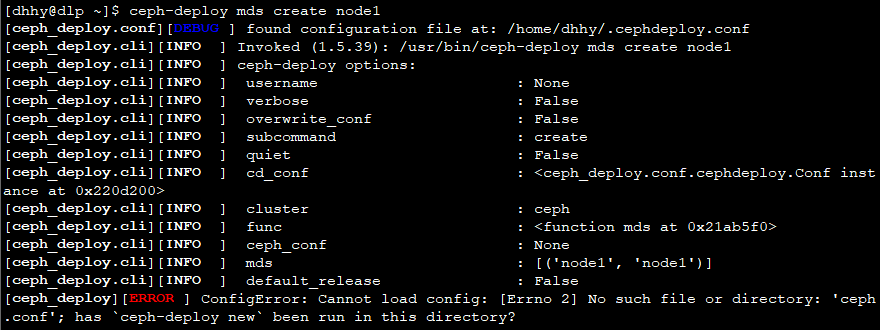 [dhhy@dlp ~]$ ceph-deploy mds create node1
[ceph_deploy.conf][DEBUG ] found configuration file at: /home/dhhy/.cephdeploy.conf
[ceph_deploy.cli][INFO  ] Invoked (1.5.39): /usr/bin/ceph-deploy mds create node1
[ceph_deploy.cli][INFO  ] ceph-deploy options:
[ceph_deploy.cli][INFO  ]  username                      : None
[ceph_deploy.cli][INFO  ]  verbose                       : False
[ceph_deploy.cli][INFO  ]  overwrite_conf                : False
[ceph_deploy.cli][INFO  ]  subcommand                    : create
[ceph_deploy.cli][INFO  ]  quiet                         : False
[ceph_deploy.cli][INFO  ]  cd_conf                       : <ceph_deploy.conf.cephdeploy.Conf inst
ance at 0x220d200>
[ceph_deploy.cli][INFO  ]  cluster                       : ceph
[ceph_deploy.cli][INFO  ]  func                          : <function mds at 0x21ab5f0>
[ceph_deploy.cli][INFO  ]  ceph_conf                     : None
[ceph_deploy.cli][INFO  ]  mds                           : [('node1', 'node1')]
[ceph_deploy.cli][INFO  ]  default_release               : False
[ceph_deploy][ERROR ] ConfigError: Cannot load config: [Errno 2] No such file or directory: 'ceph
.conf'; has `ceph-deploy new` been run in this directory?